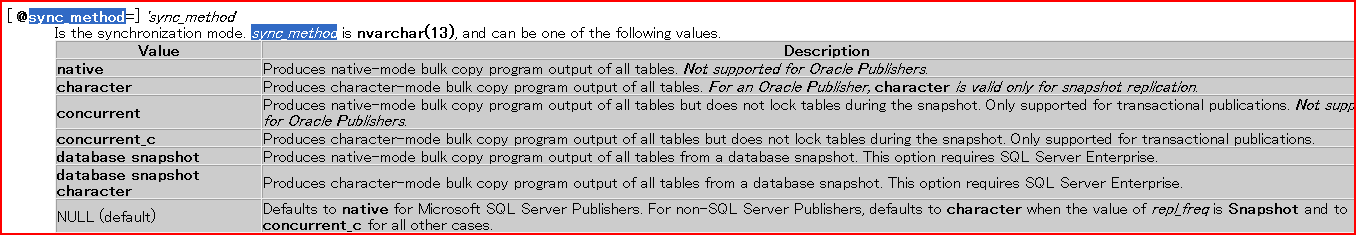 [ @sync_method=] 'sync_method'
Is the synchronization mode. sync_method is nvarchar(13), and can be one of the following values.
Value Description
native Produces native-mode bulk copy program output of all tables. Not supported for Oracle Publishers.
character Produces character-mode bulk copy program output of all tables. For an Oracle Publisher, character is valid only for snapshot replication.
concurrent Produces native-mode bulk copy program output of all tables but does not lock tables during the snapshot. Only supported for transactional publications. Not supp
for Oracle Publishers.
concurrent_c Produces character-mode bulk copy program output of all tables but does not lock tables during the snapshot. Only supported for transactional publications.
database snapshot Produces native-mode bulk copy program output of all tables from a database snapshot. This option requires SQL Server Enterprise.
database snapshot
character Produces character-mode bulk copy program output of all tables from a database snapshot. This option requires SQL Server Enterprise.
NULL (default) Defaults to native for Microsoft SQL Server Publishers. For non-SQL Server Publishers, defaults to character when the value of repl_freq is Snapshot and to
concurrent_c for all other cases.